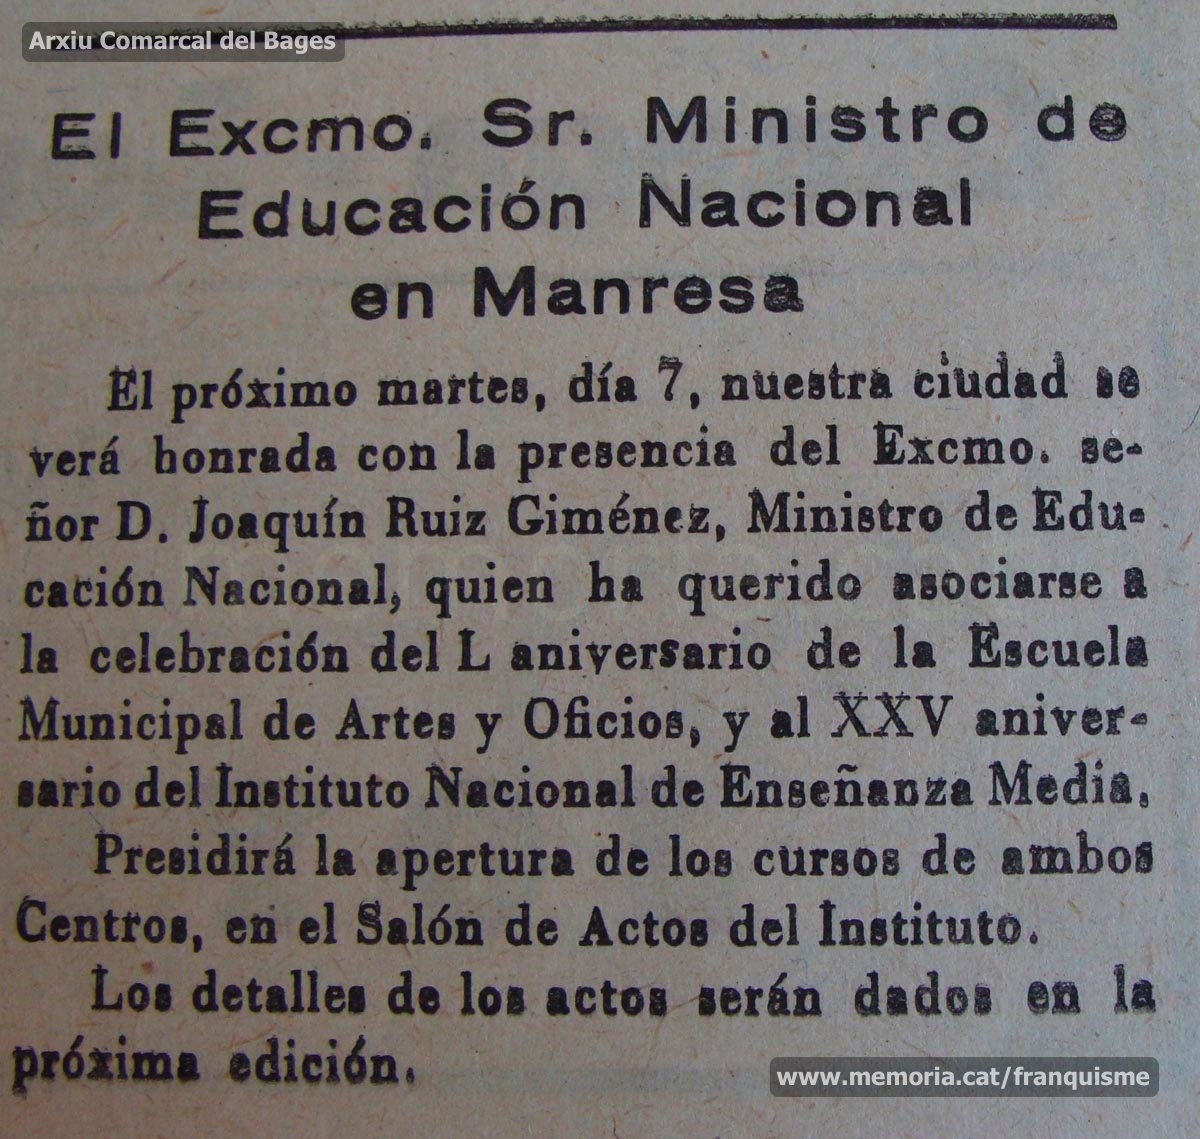 Arxiu Comarcal del Bages
El Excmo. Sr. Ministro de
Educación Nacional
en Manresa
El próximo martes, día 7, nuestra ciudad se
verá honrada con la presencia del Excmo. se-
ñor D. Joaquín Ruiz Giménez, Ministro de Edu-
cación Nacional, quien ha querido asociarse a
la celebración del L aniversario de la Escuela
Municipal de Artes y Oficios, y al XXV aniver-
sario del Instituto Nacional de Enseñanza Media.
Presidirá la apertura de los cursos de ambos
Centros, en el Salón de Actos del Instituto.
Los detalles de los actos serán dados en la
próxima edición.
www.memoria.cat/franquisme